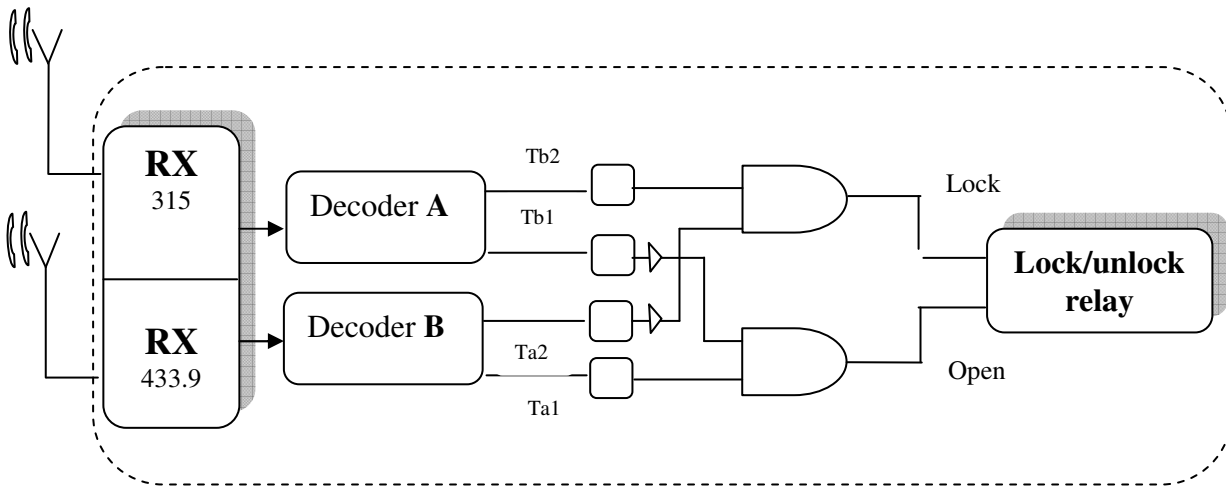 RX
315
RX
433.9
Decoder A
Decoder B
Tb2
Tb1
Ta2
Ta1
Lock
Open
Lock/unlock
relay